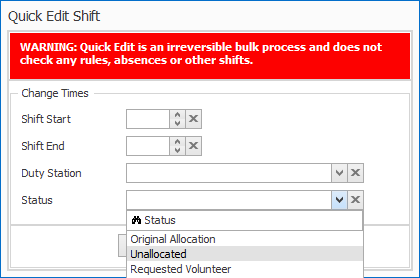 Quick Edit Shift
WARNING: Quick Edit is an irreversible bulk process and does not
check any rules, absences or other shifts.
Change Times
Shift Start
Shift End
Duty Station
Status
Status
Original Allocation
Unallocated
Requested Volunteer